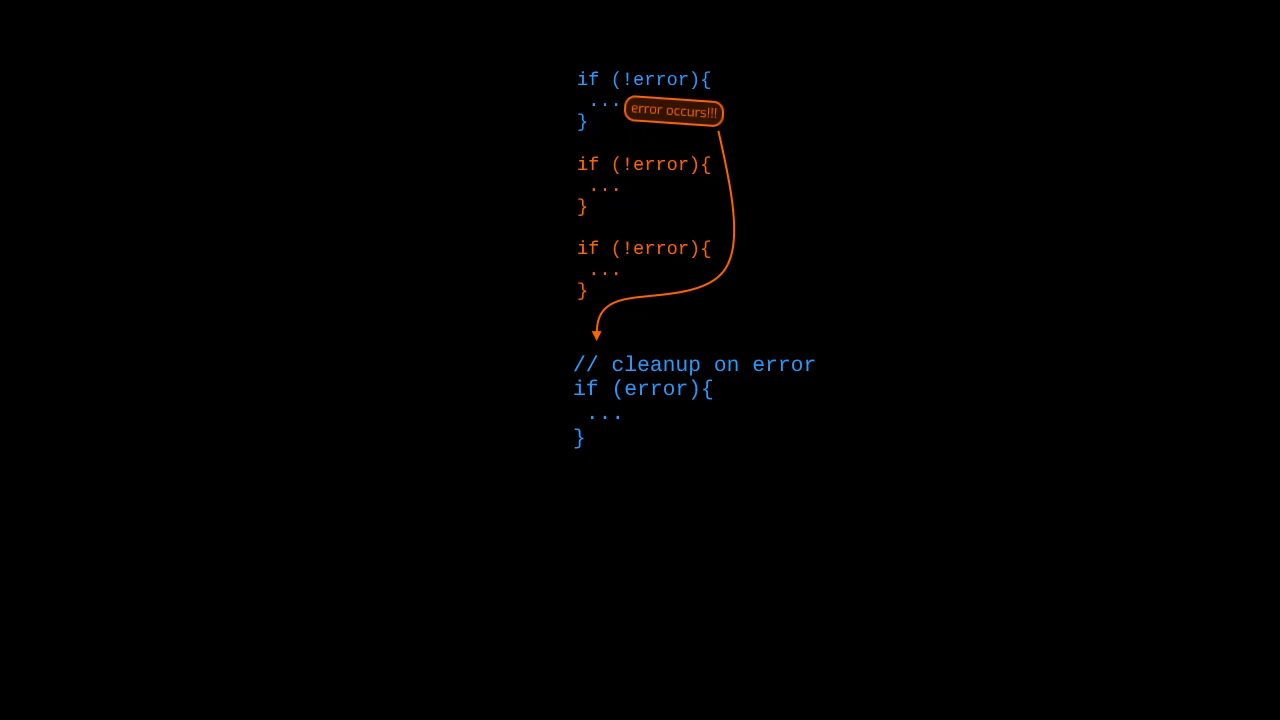 if (!error){
 ... error occurs!!!
}
if (!error){
 ...
}
if (!error){
 ...
}
// cleanup on error
if (error){
 ...
}